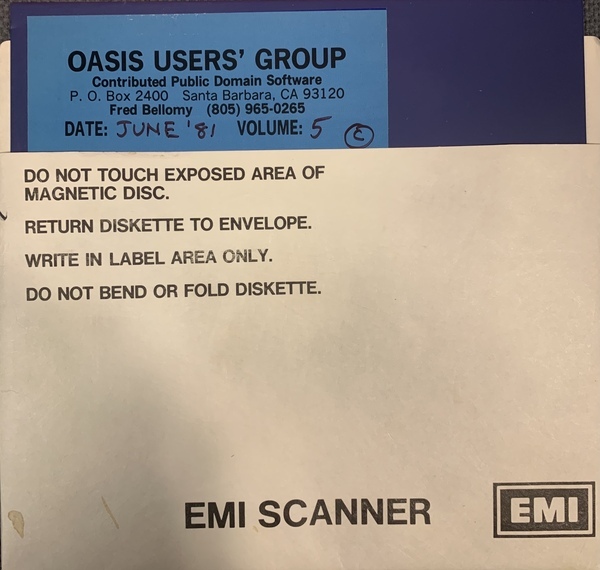 OASIS USERS' GROUP
Contributed Public Domain Software
P. O. Box 2400 Santa Barbara, CA 93120
Fred Bellomy (805) 965-0265
DATE: JUNE '81 VOLUME: 5 C
DO NOT TOUCH EXPOSED AREA OF
MAGNETIC DISC.
RETURN DISKETTE TO ENVELOPE.
WRITE IN LABEL AREA ONLY.
DO NOT BEND OR FOLD DISKETTE.
EMI SCANNER
EMI